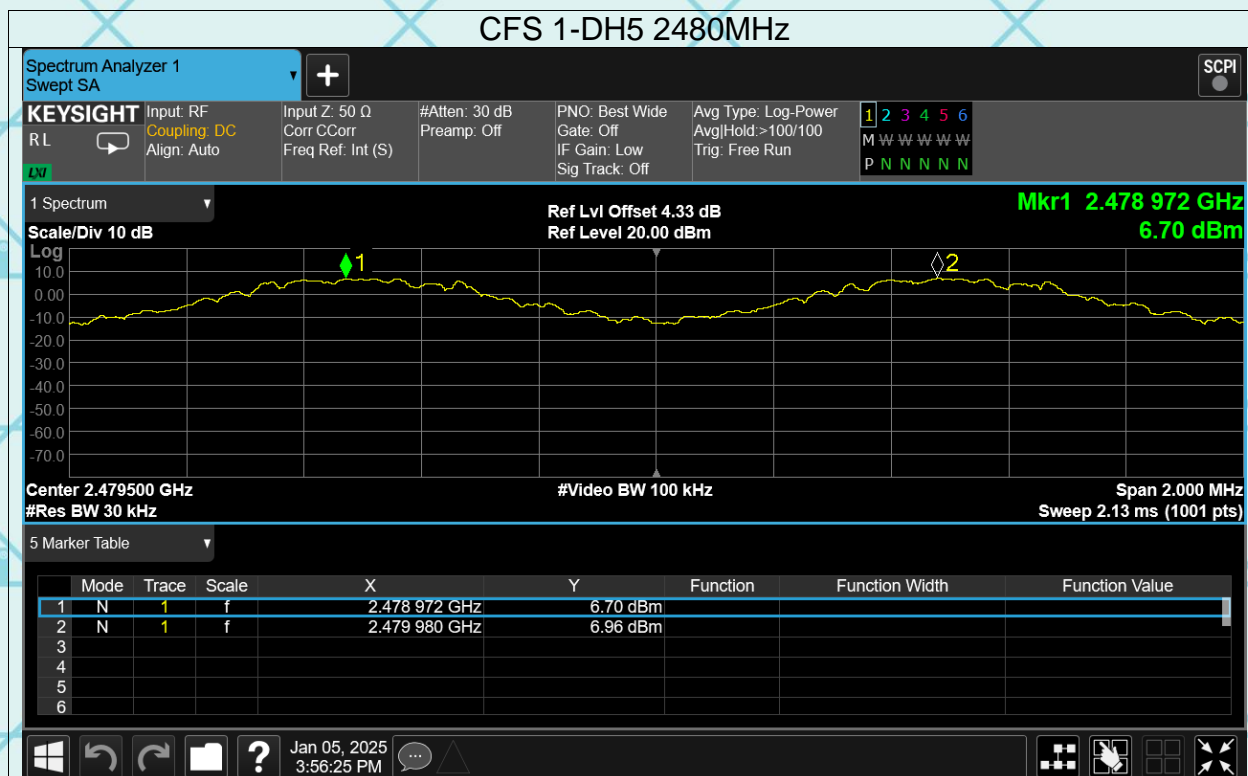 CFS 1-DH5 2480MHz
Spectrum Analyzer 1
Swept SA
+
SCPI
KEYSIGHT
RL
LXI
Input: RF
Coupling: DC
Align: Auto
Input Z: 50 Ω
Corr CCorr
Freq Ref: Int (S)
#Atten: 30 dB
Preamp: Off
PNO: Best Wide
Gate: Off
IF Gain: Low
Sig Track: Off
Avg Type: Log-Power
Avg|Hold:>100/100
Trig: Free Run
1 2 3 4 5 6
M W W W W W W
P N N N N N
1 Spectrum
Scale/Div 10 dB
Ref Lvl Offset 4.33 dB
Ref Level 20.00 dBm
Mkr1 2.478 972 GHz
6.70 dBm
Log
10.0
0.00
-10.0
-20.0
-30.0
-40.0
-50.0
-60.0
-70.0
1
2
Center 2.479500 GHz
#Video BW 100 kHz
Span 2.000 MHz
#Res BW 30 kHz
Sweep 2.13 ms (1001 pts)
5 Marker Table
Mode Trace Scale X Y Function Function Width Function Value
1 N 1 f 2.478 972 GHz 6.70 dBm
2 N 1 f 2.479 980 GHz 6.96 dBm
3
4
5
6
?
Jan 05, 2025
3:56:25 PM